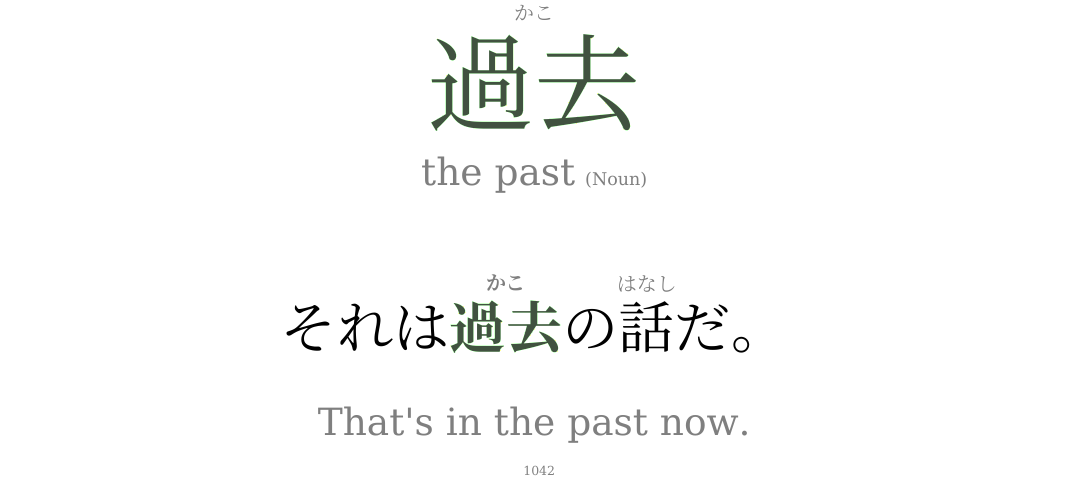 かこ
過去
the past (Noun)
かこ はなし
それは過去の話だ。
That's in the past now.
1042